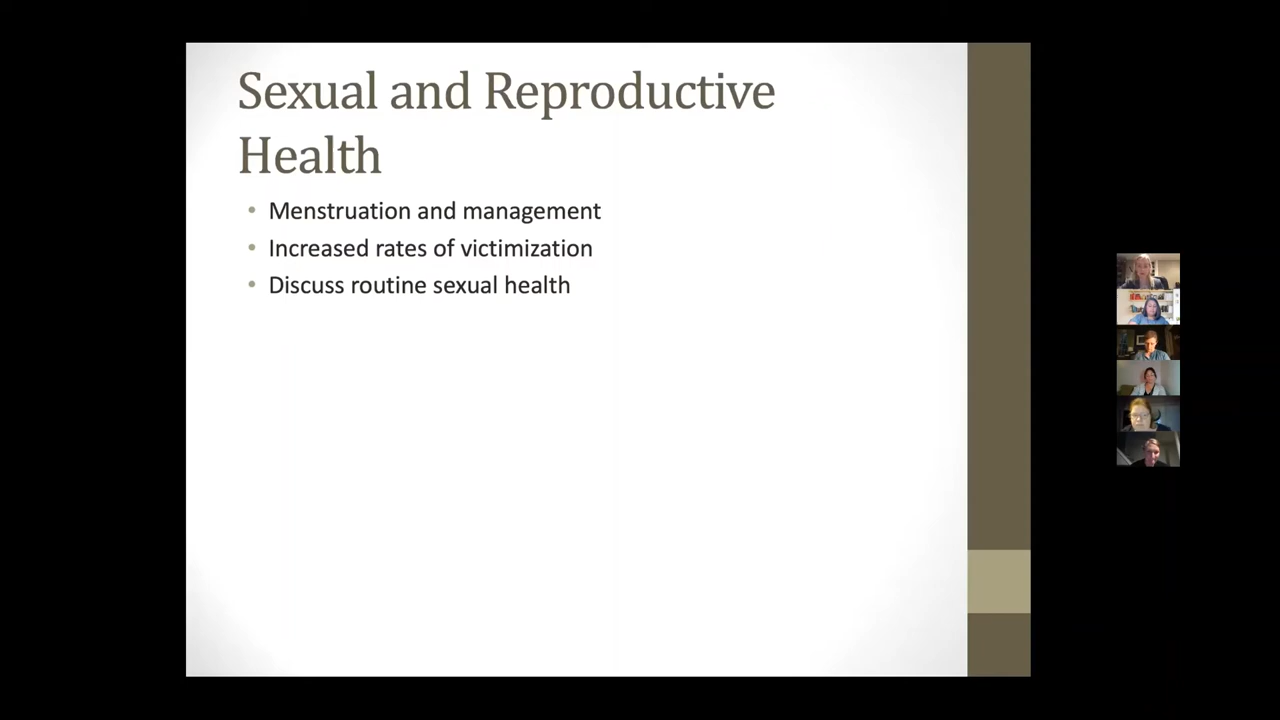 Sexual and Reproductive
Health
• Menstruation and management
• Increased rates of victimization
• Discuss routine sexual health